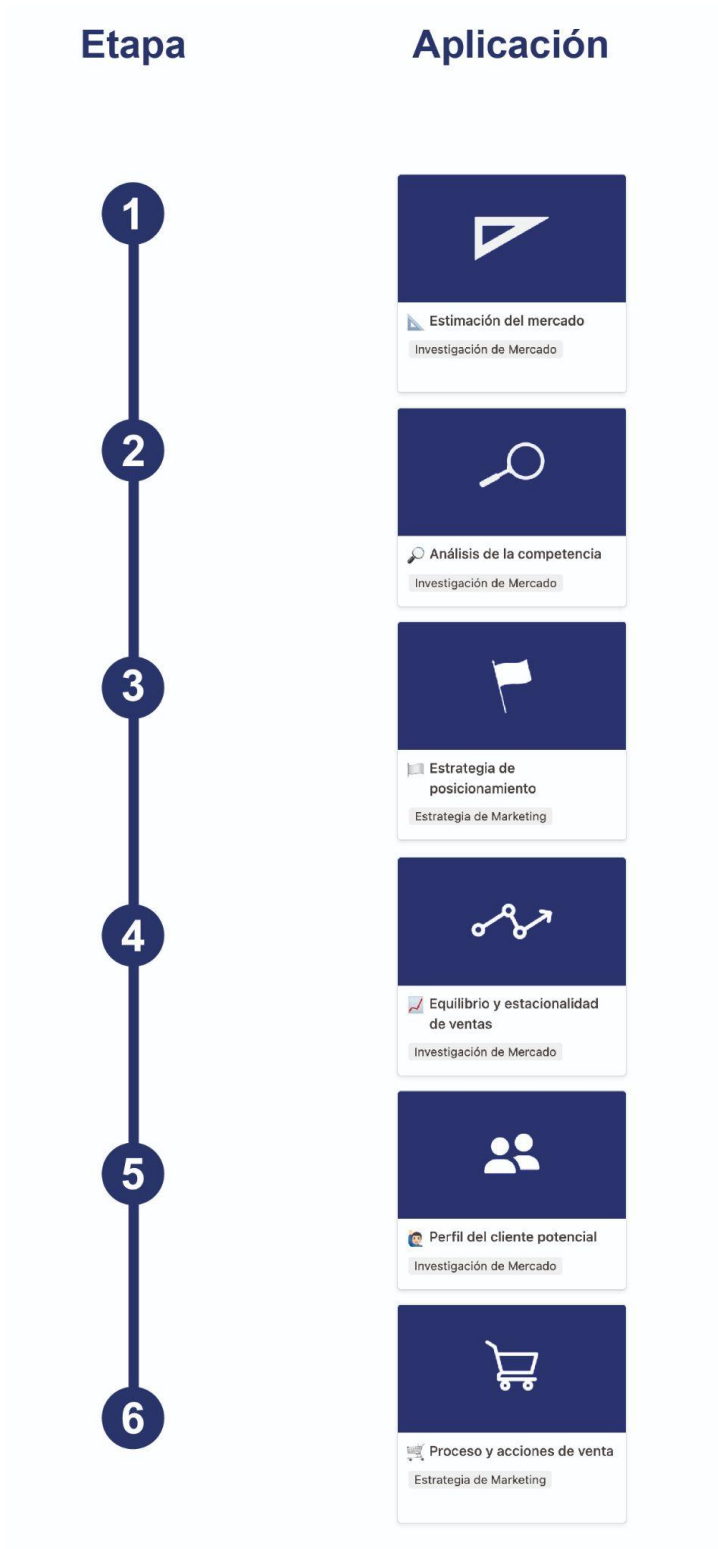 Etapa Aplicación
1
Estimación del mercado
Investigación de Mercado
2
Análisis de la competencia
Investigación de Mercado
3
Estrategia de
posicionamiento
Estrategia de Marketing
4
Equilibrio y estacionalidad
de ventas
Investigación de Mercado
5
Perfil del cliente potencial
Investigación de Mercado
6
Proceso y acciones de venta
Estrategia de Marketing